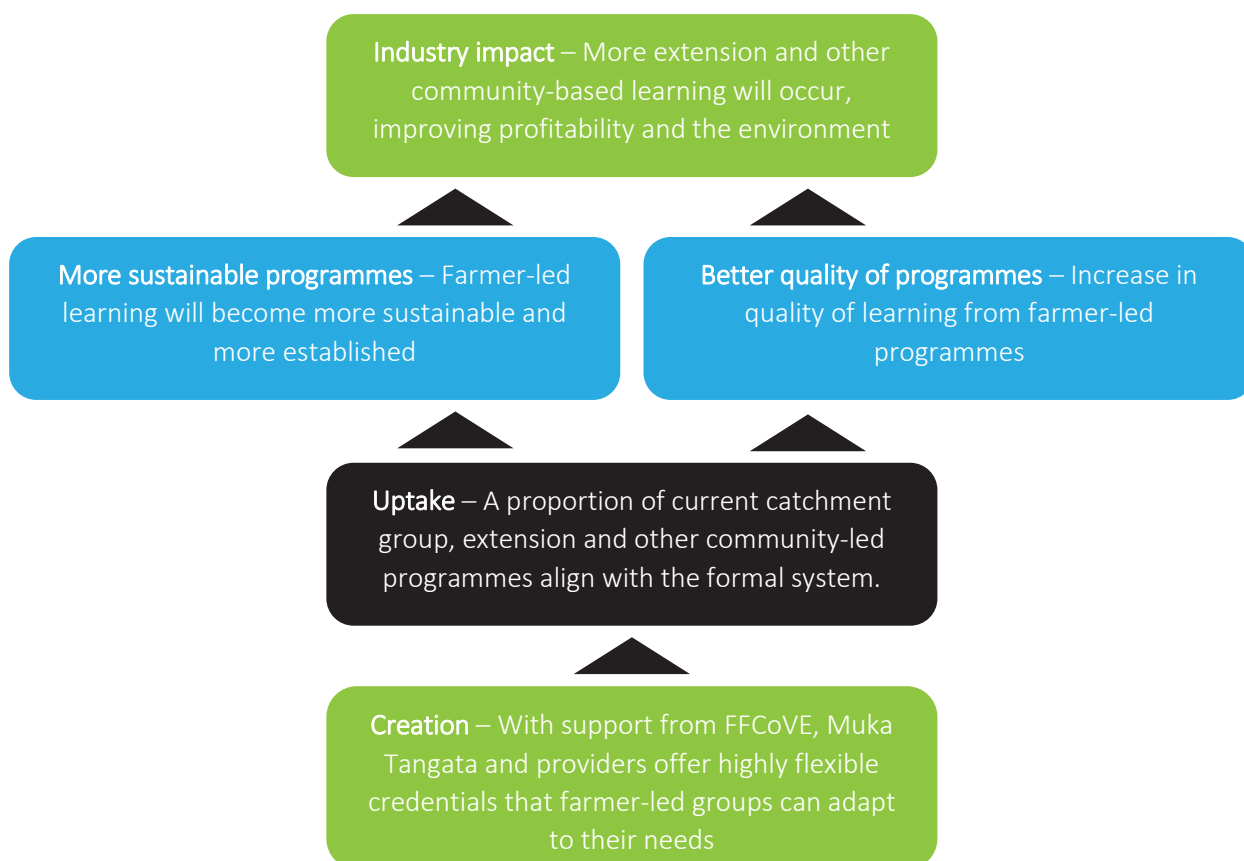 Industry impact – More extension and other
community-based learning will occur,
improving profitability and the environment
More sustainable programmes – Farmer-led
learning will become more sustainable and
more established
Better quality of programmes – Increase in
quality of learning from farmer-led
programmes
Uptake – A proportion of current catchment
group, extension and other community-led
programmes align with the formal system.
Creation – With support from FFCoVE, Muka
Tangata and providers offer highly flexible
credentials that farmer-led groups can adapt
to their needs